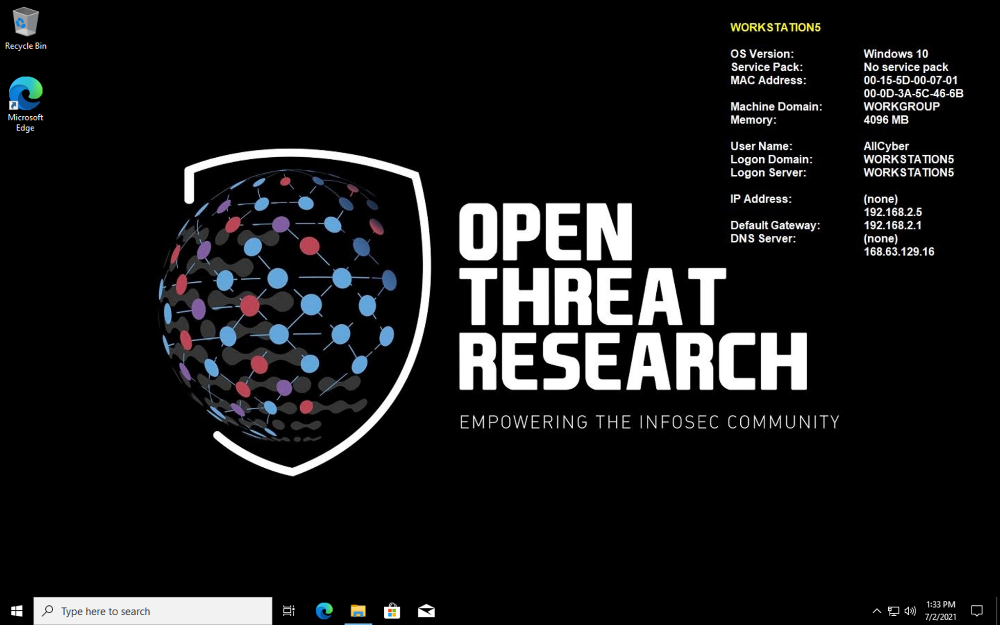 Recycle Bin
Microsoft
Edge
WORKSTATION5
OS Version: Windows 10
Service Pack: No service pack
MAC Address: 00-15-5D-00-07-01
00-0D-3A-5C-46-6B
Machine Domain: WORKGROUP
Memory: 4096 MB
User Name: AllCyber
Logon Domain: WORKSTATION5
Logon Server: WORKSTATION5
IP Address: (none)
192.168.2.5
Default Gateway: 192.168.2.1
DNS Server: (none)
168.63.129.16
OPEN
THREAT
RESEARCH
EMPOWERING THE INFOSEC COMMUNITY
Type here to search
1:33 PM
7/2/2021